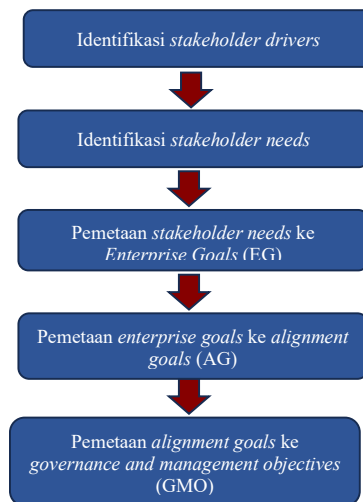 Identifikasi stakeholder drivers
Identifikasi stakeholder needs
Pemetaan stakeholder needs ke
Enterprise Goals (EG)
Pemetaan enterprise goals ke alignment
goals (AG)
Pemetaan alignment goals ke
governance and management objectives
(GMO)